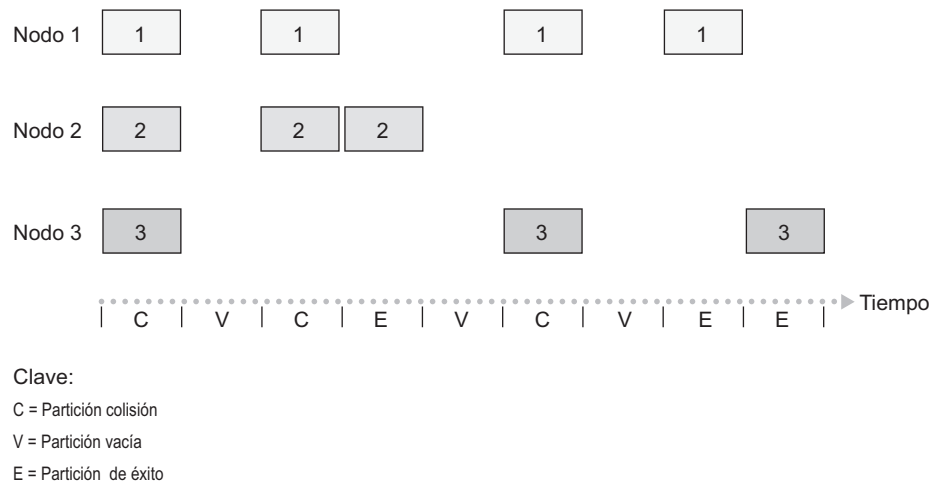 Nodo 1 1 1 1 1
Nodo 2 2 2 2
Nodo 3 3 3 3
Tiempo
C V C E V C V E E
Clave:
C = Partición colisión
V = Partición vacía
E = Partición de éxito